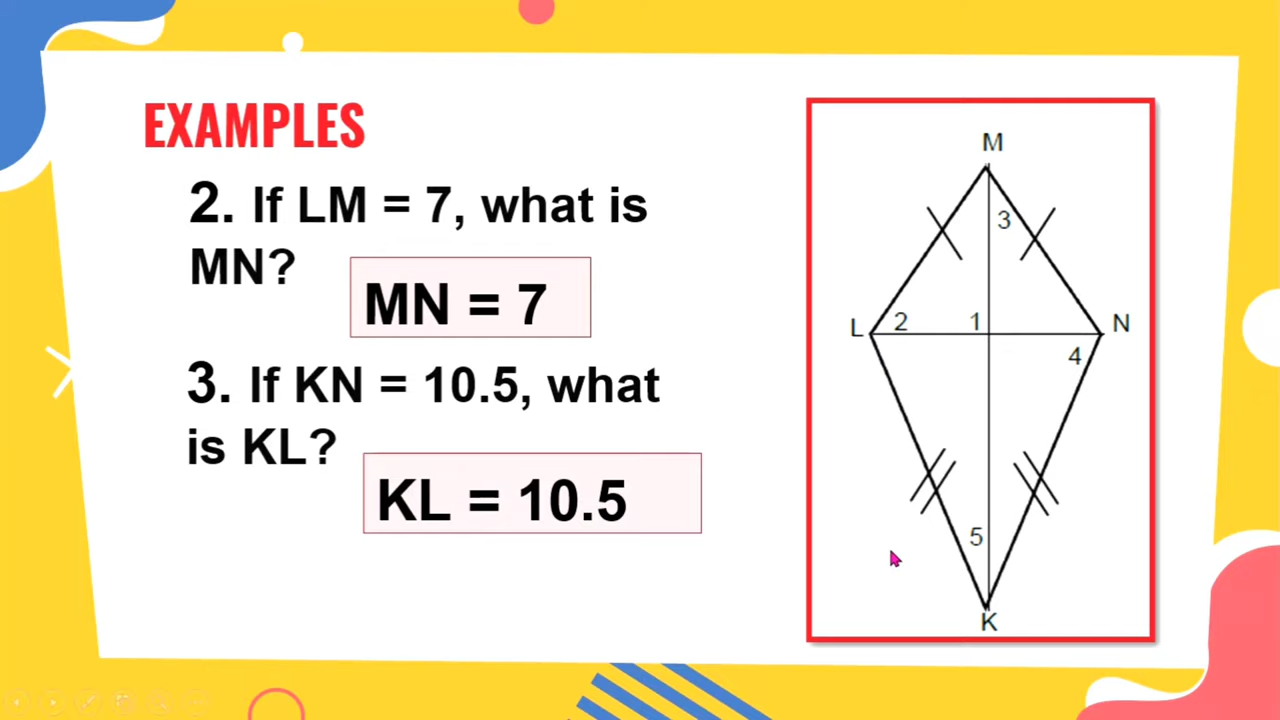 EXAMPLES
2. If LM = 7, what is
MN?
MN = 7
3. If KN = 10.5, what
is KL?
KL = 10.5
M
3
L
2
1
N
4
5
K